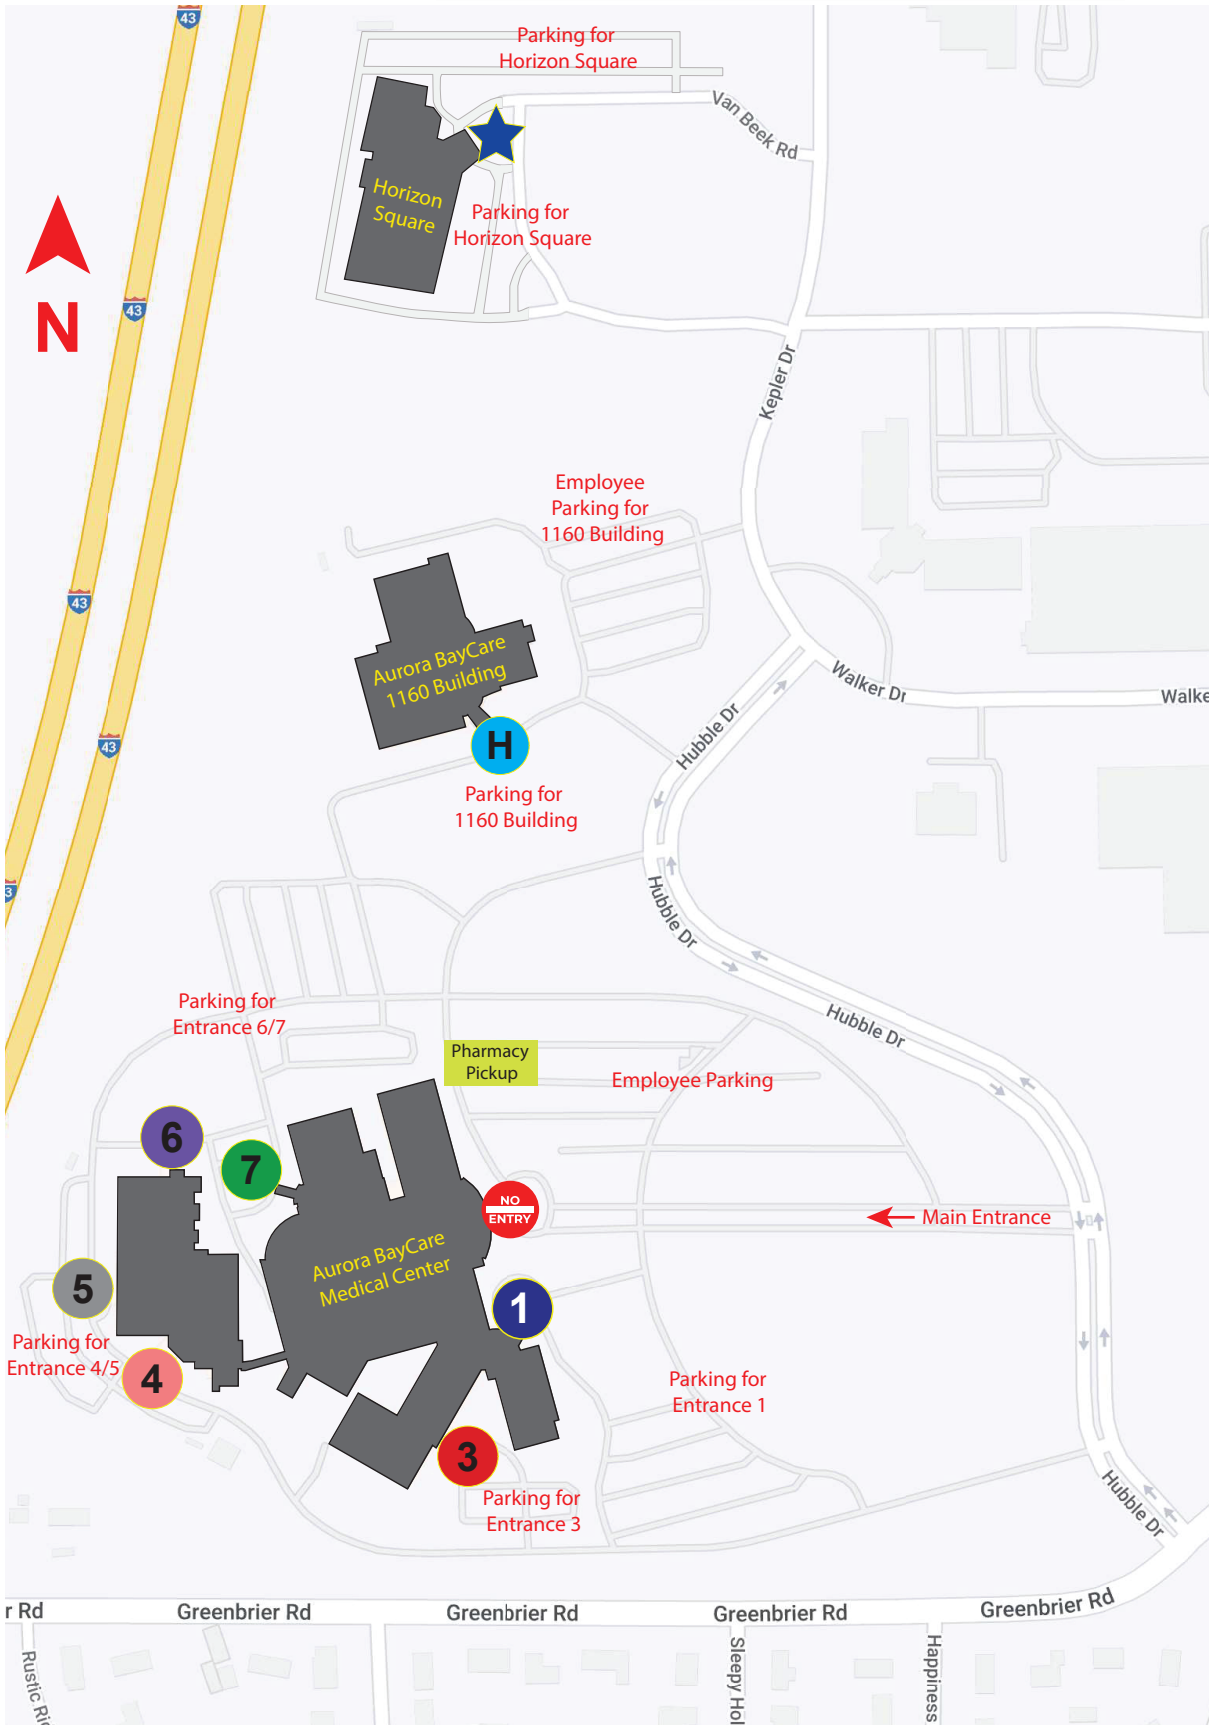 43
Parking for
Horizon Square
Van Beek Rd
Horizon
Square
Parking for
Horizon Square
N
43
Kepler Dr
Employee
Parking for
1160 Building
43
Aurora BayCare
1160 Building
Walker Dr
Walke
Hubble Dr
H
43
Parking for
1160 Building
3
Hubble Dr
Parking for
Entrance 6/7
Hubble Dr
Pharmacy
Pickup
Employee Parking
6
7
NO
ENTRY
Main Entrance
Aurora BayCare
Medical Center
5
1
Parking for
Entrance 4/5
4
Parking for
Entrance 1
3
Parking for
Entrance 3
Hubble Dr
r Rd
Greenbrier Rd
Greenbrier Rd
Greenbrier Rd
Greenbrier Rd
Rustic Ri
Sleepy Hol
Happiness